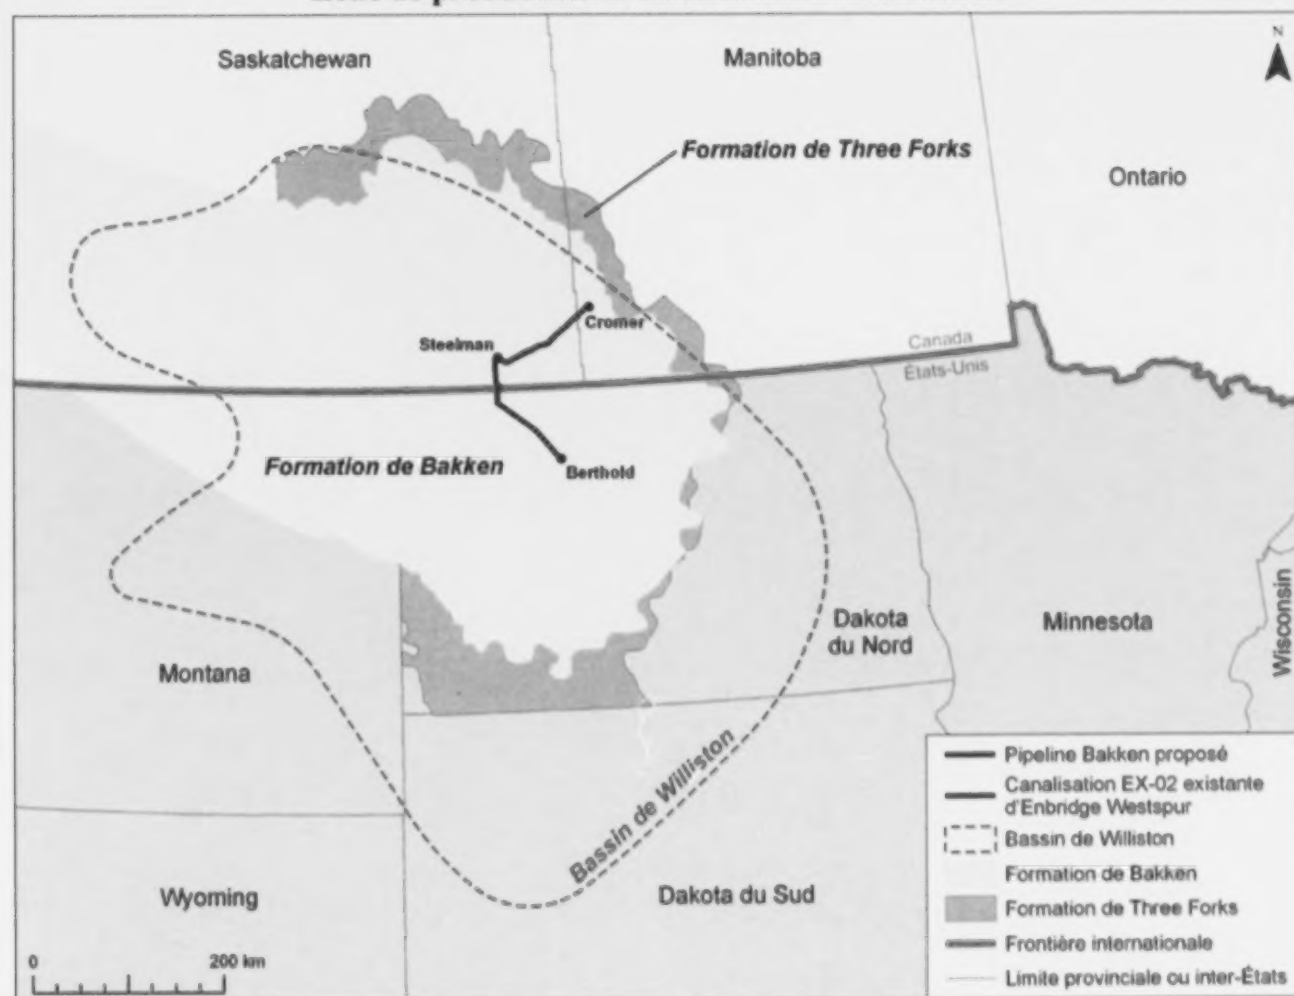 Saskatchewan
Manitoba
N
Formation de Three Forks
Ontario
Cromer
Steelman
Canada
États-Unis
Formation de Bakken
Berthold
Dakota
du Nord
Minnesota
Wisconsin
Montana
Bassin de Williston
Wyoming
Dakota du Sud
Pipeline Bakken proposé
Canalisation EX-02 existante
d'Enbridge Westspur
Bassin de Williston
Formation de Bakken
Formation de Three Forks
Frontière internationale
Limite provinciale ou inter-États
0
200 km